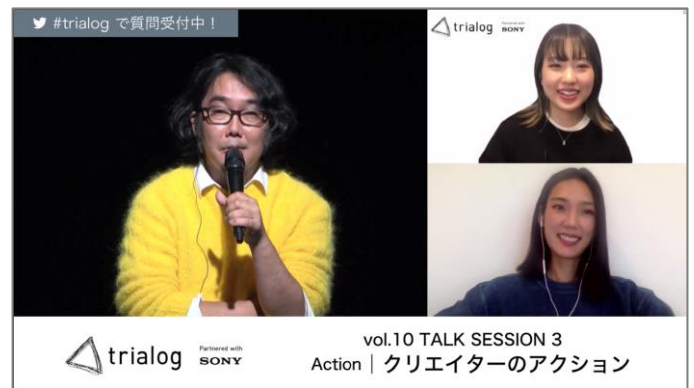 #trialog で質問受付中！
trialog Partnered with SONY
trialog Partnered with SONY
vol.10 TALK SESSION 3
Action｜クリエイターのアクション